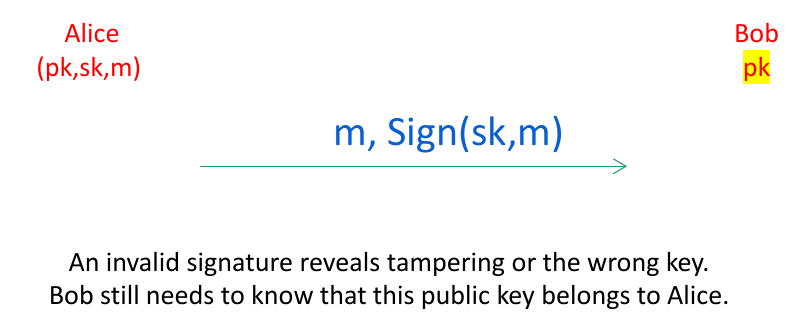 Alice
(pk,sk,m)
Bob
pk
m, Sign(sk,m)
An invalid signature reveals tampering or the wrong key.
Bob still needs to know that this public key belongs to Alice.